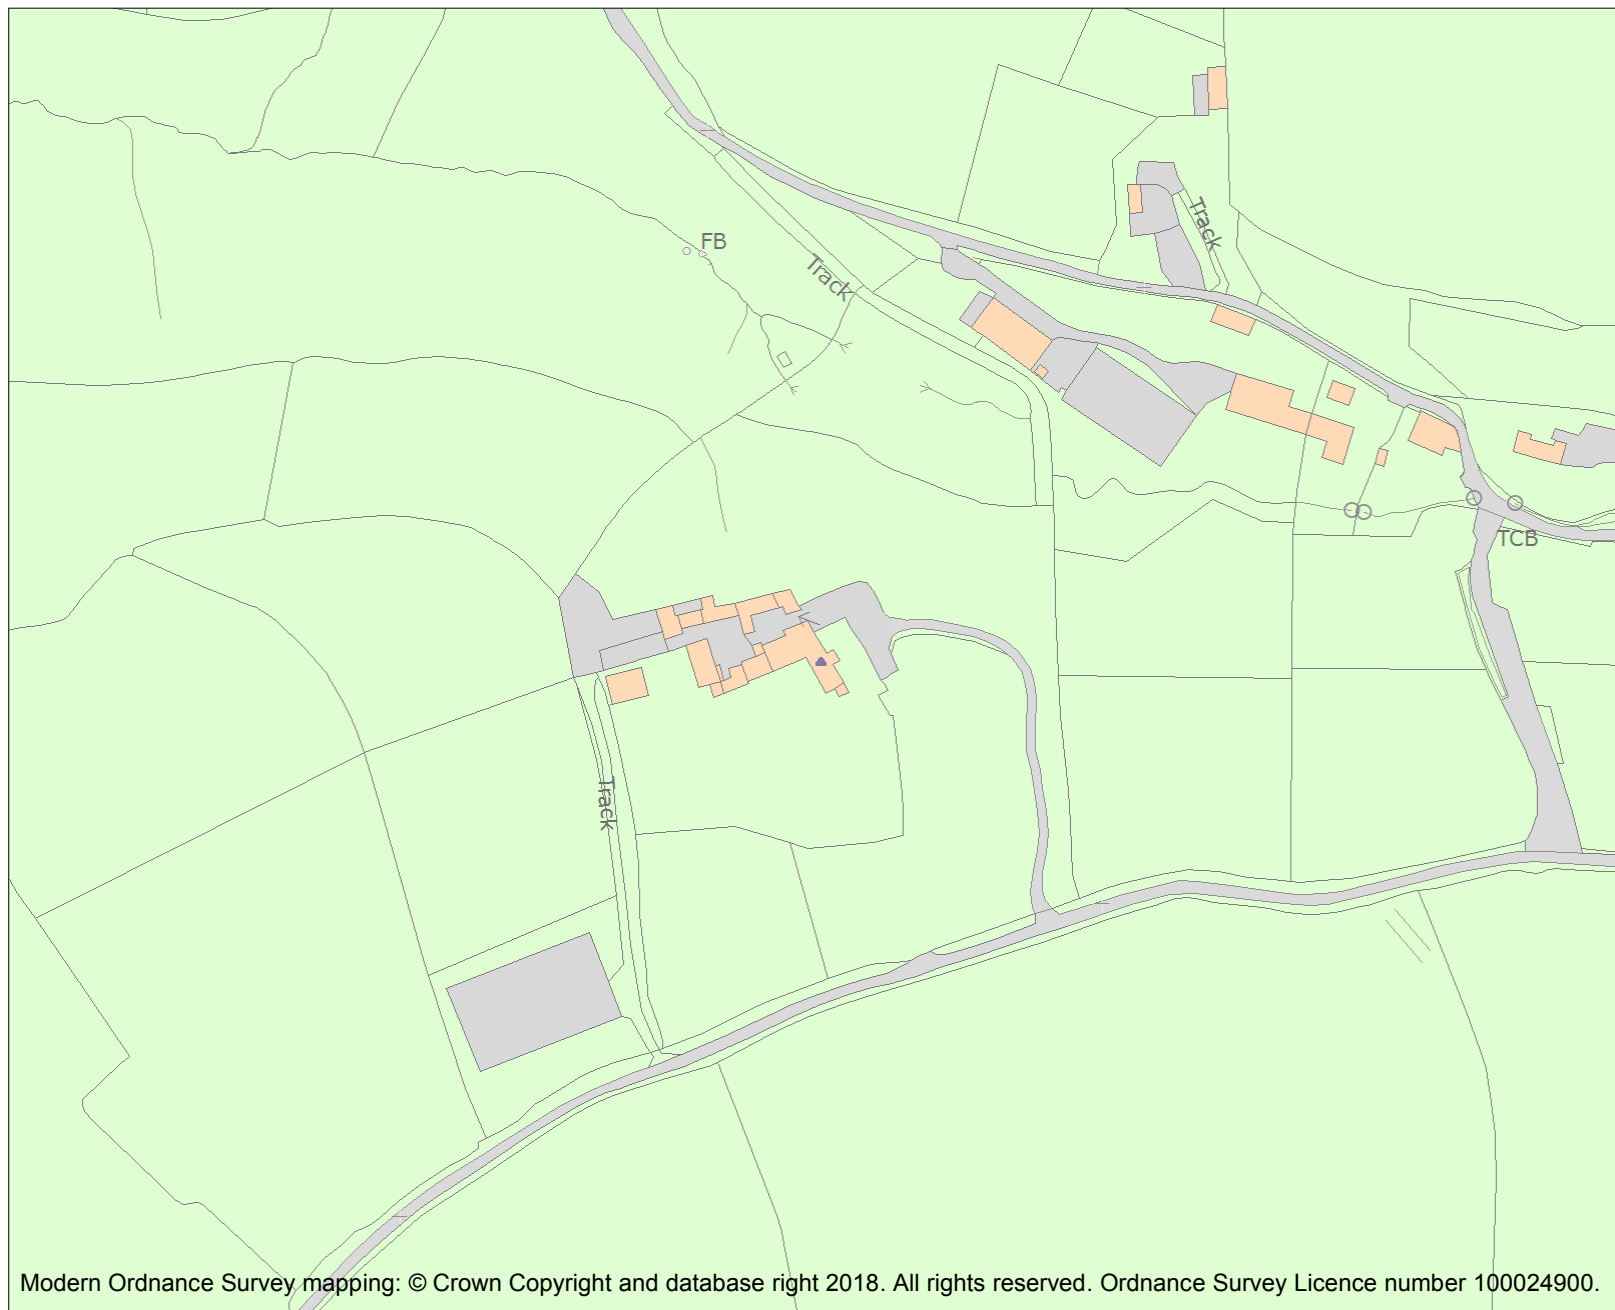 Track
FB
Track
TCB
Track
Modern Ordnance Survey mapping: © Crown Copyright and database right 2018. All rights reserved. Ordnance Survey Licence number 100024900.